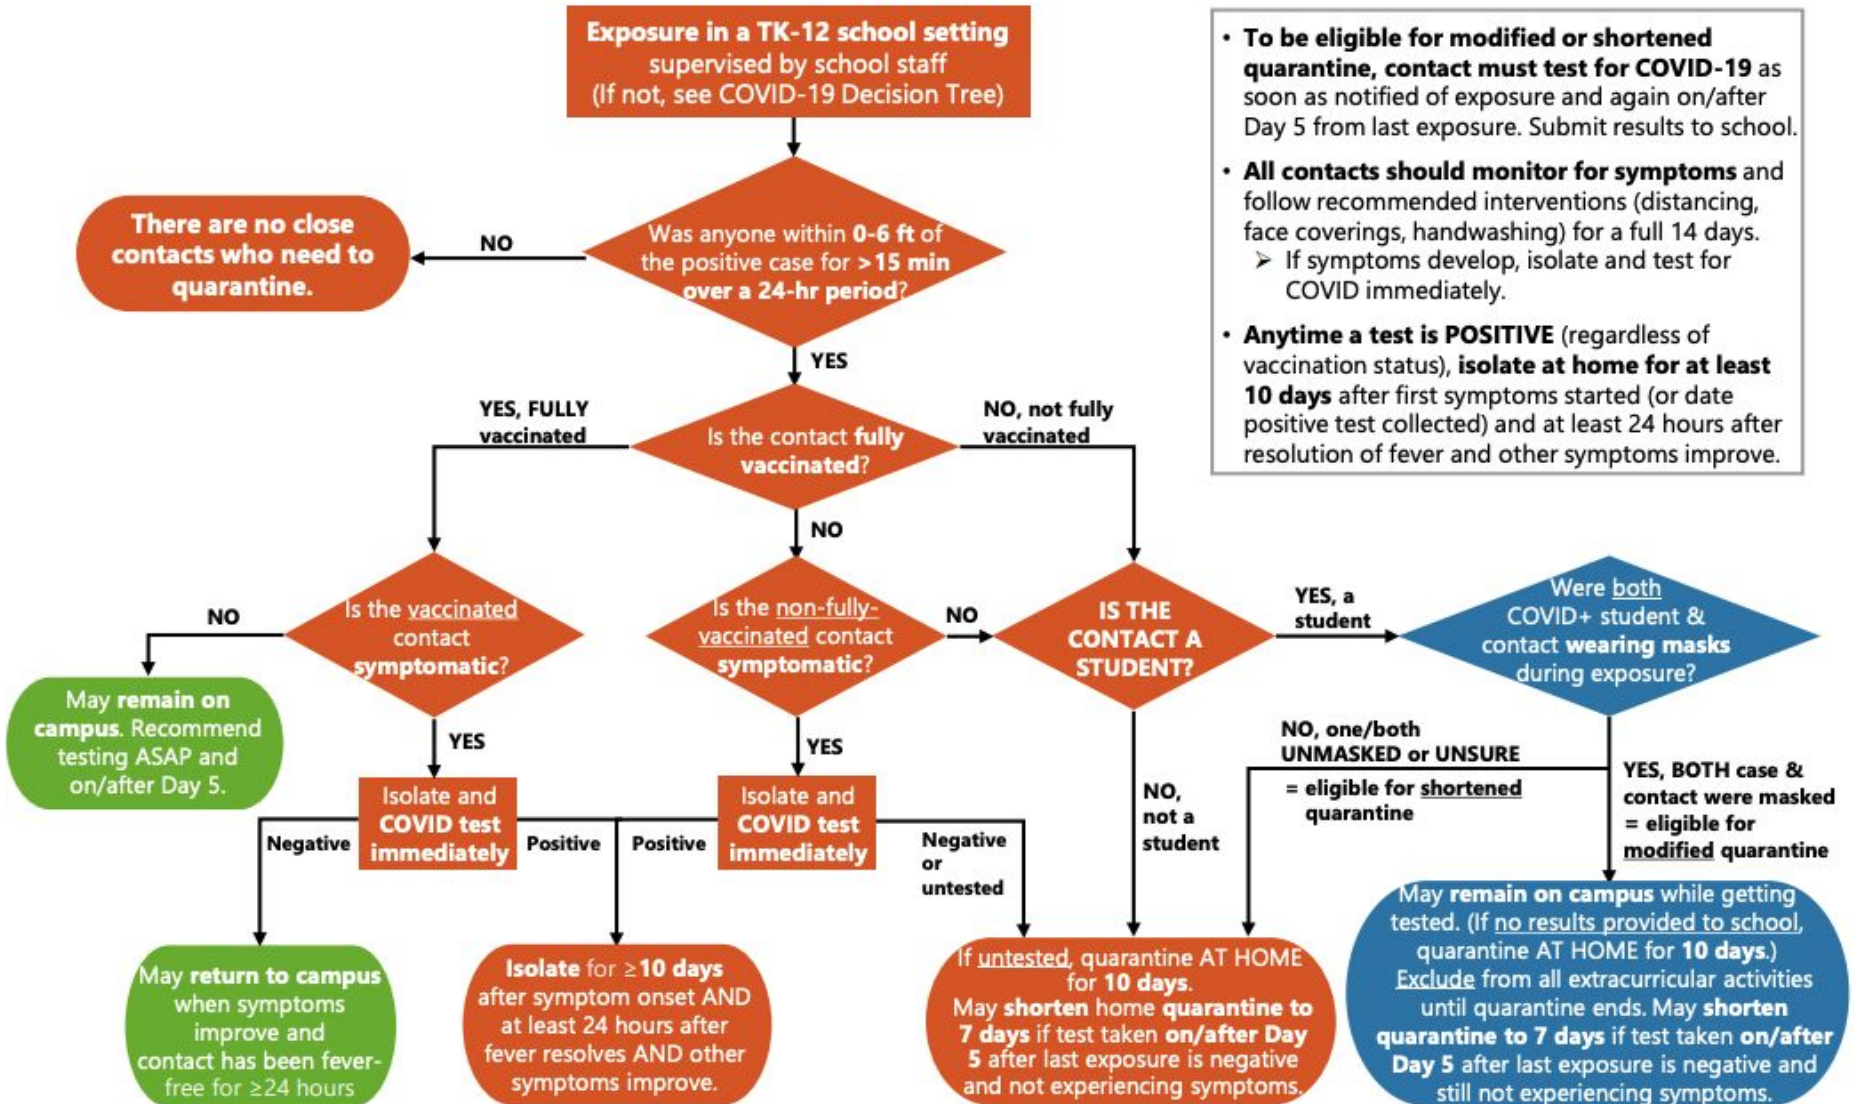 Exposure in a TK-12 school setting
supervised by school staff
(If not, see COVID-19 Decision Tree)
• To be eligible for modified or shortened
quarantine, contact must test for COVID-19 as
soon as notified of exposure and again on/after
Day 5 from last exposure. Submit results to school.
• All contacts should monitor for symptoms and
follow recommended interventions (distancing,
face coverings, handwashing) for a full 14 days.
➢ If symptoms develop, isolate and test for
COVID immediately.
• Anytime a test is POSITIVE (regardless of
vaccination status), isolate at home for at least
10 days after first symptoms started (or date
positive test collected) and at least 24 hours after
resolution of fever and other symptoms improve.
Was anyone within 0-6 ft of
the positive case for >15 min
over a 24-hr period?
NO
There are no close
contacts who need to
quarantine.
YES
Is the contact fully
vaccinated?
YES, FULLY
vaccinated
NO, not fully
vaccinated
NO
Is the vaccinated
contact
symptomatic?
NO
May remain on
campus. Recommend
testing ASAP and
on/after Day 5.
YES
Isolate and
COVID test
immediately
Negative
Positive
Is the non-fully-
vaccinated contact
symptomatic?
NO
YES
Isolate and
COVID test
immediately
Positive
Negative
or
untested
IS THE
CONTACT A
STUDENT?
YES, a
student
NO,
not a
student
Were both
COVID+ student &
contact wearing masks
during exposure?
NO, one/both
UNMASKED or UNSURE
= eligible for shortened
quarantine
YES, BOTH case &
contact were masked
= eligible for
modified quarantine
May return to campus
when symptoms
improve and
contact has been fever-
free for ≥24 hours
Isolate for ≥10 days
after symptom onset AND
at least 24 hours after
fever resolves AND other
symptoms improve.
If untested, quarantine AT HOME
for 10 days.
May shorten home quarantine to
7 days if test taken on/after Day
5 after last exposure is negative
and not experiencing symptoms.
May remain on campus while getting
tested. (If no results provided to school,
quarantine AT HOME for 10 days.)
Exclude from all extracurricular activities
until quarantine ends. May shorten
quarantine to 7 days if test taken on/after
Day 5 after last exposure is negative and
still not experiencing symptoms.